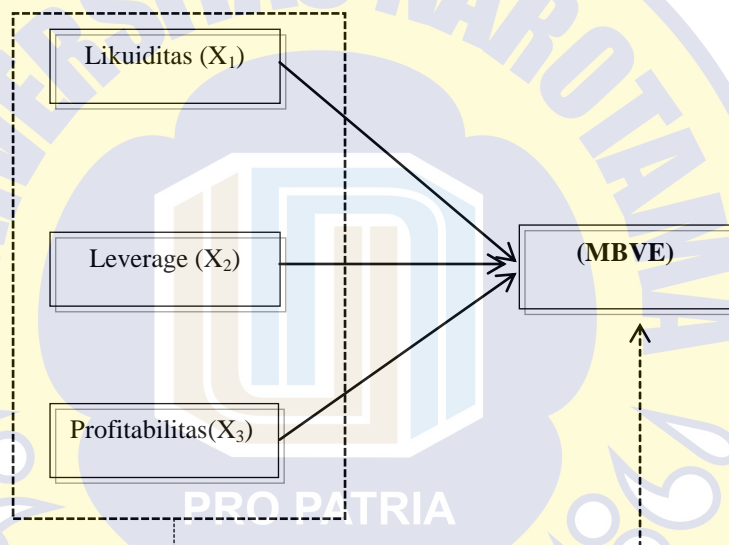 Likuiditas (X₁)
Leverage (X₂)
(MBVE)
Profitabilitas(X₃)
PRO PATRIA